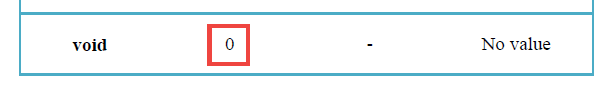 void 0 - No value